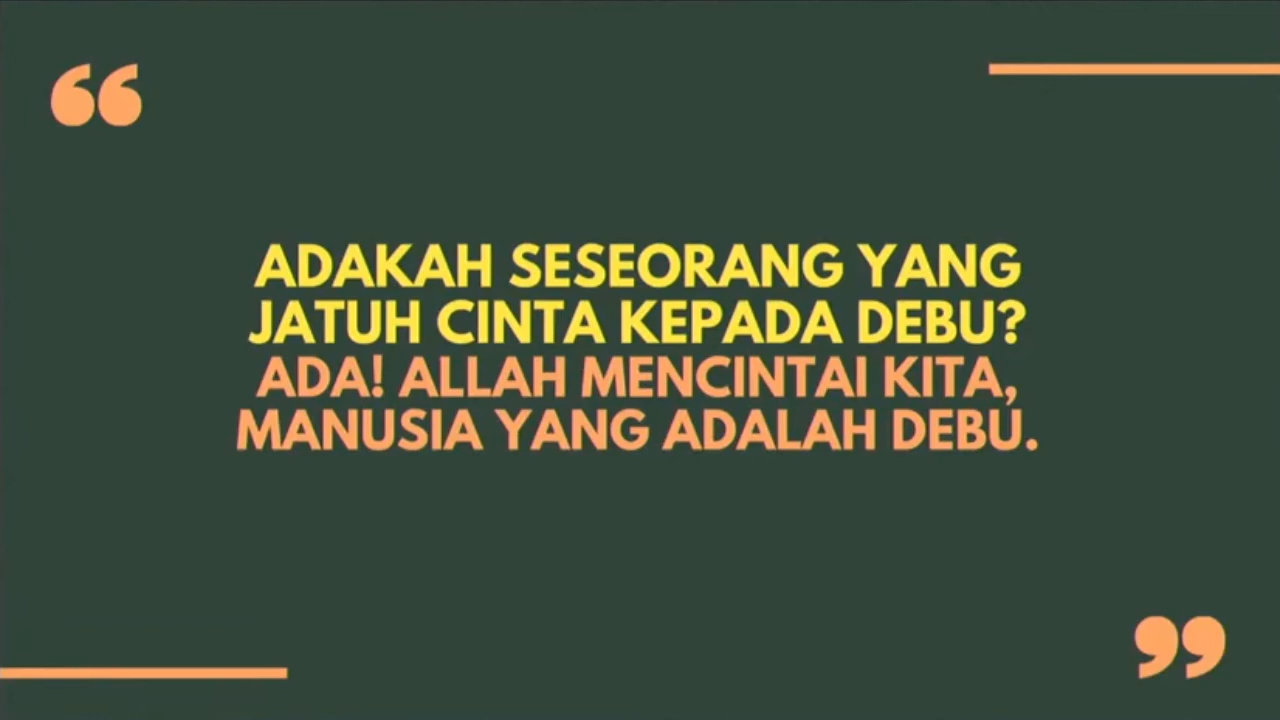 “
ADAKAH SESEORANG YANG
JATUH CINTA KEPADA DEBU?
ADA! ALLAH MENCINTAI KITA,
MANUSIA YANG ADALAH DEBU.
”